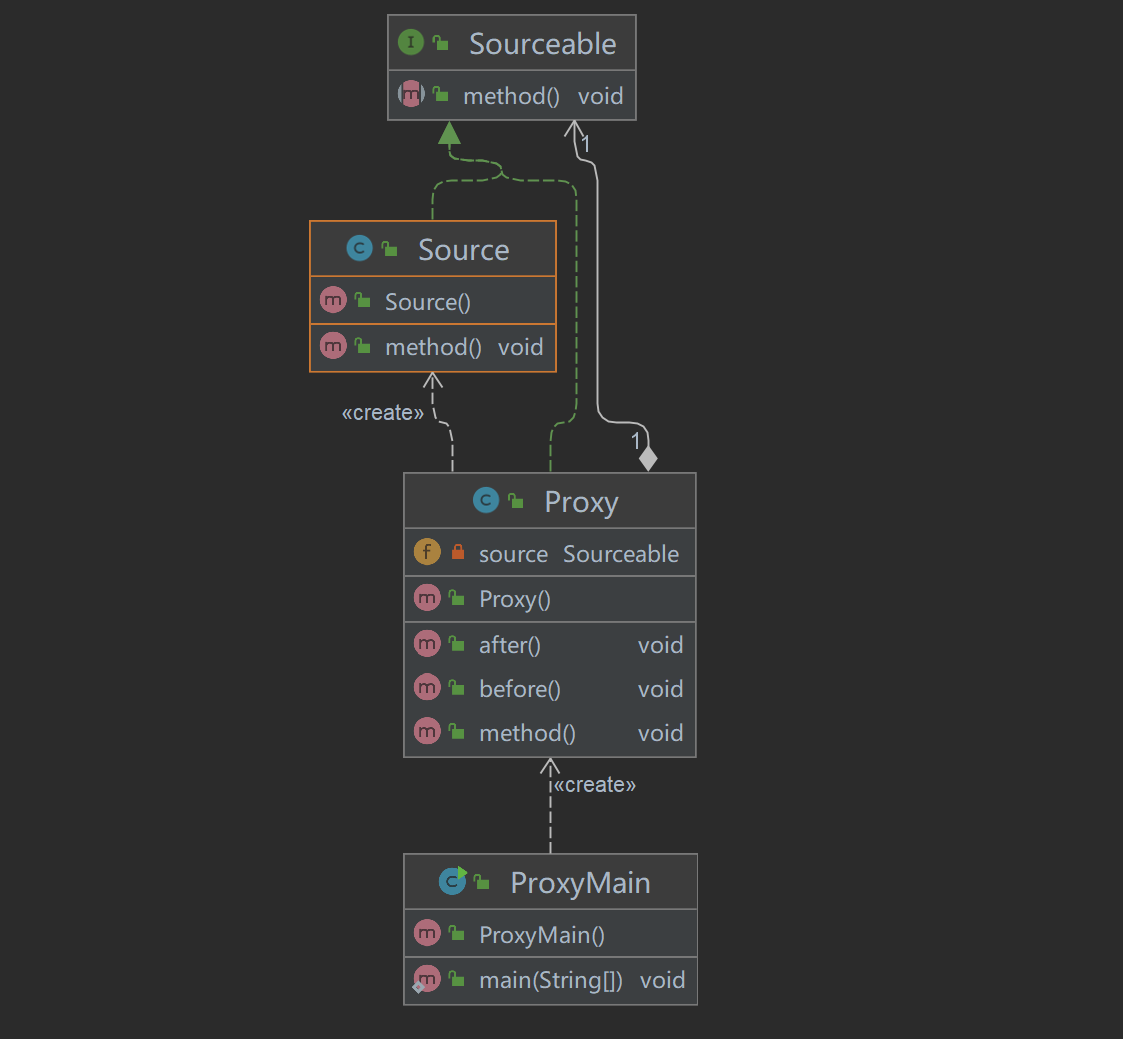 I Sourceable
m method() void
1
C Source
m Source()
m method() void
«create»
1
C Proxy
f source Sourceable
m Proxy()
m after() void
m before() void
m method() void
«create»
C ProxyMain
m ProxyMain()
m main(String[]) void